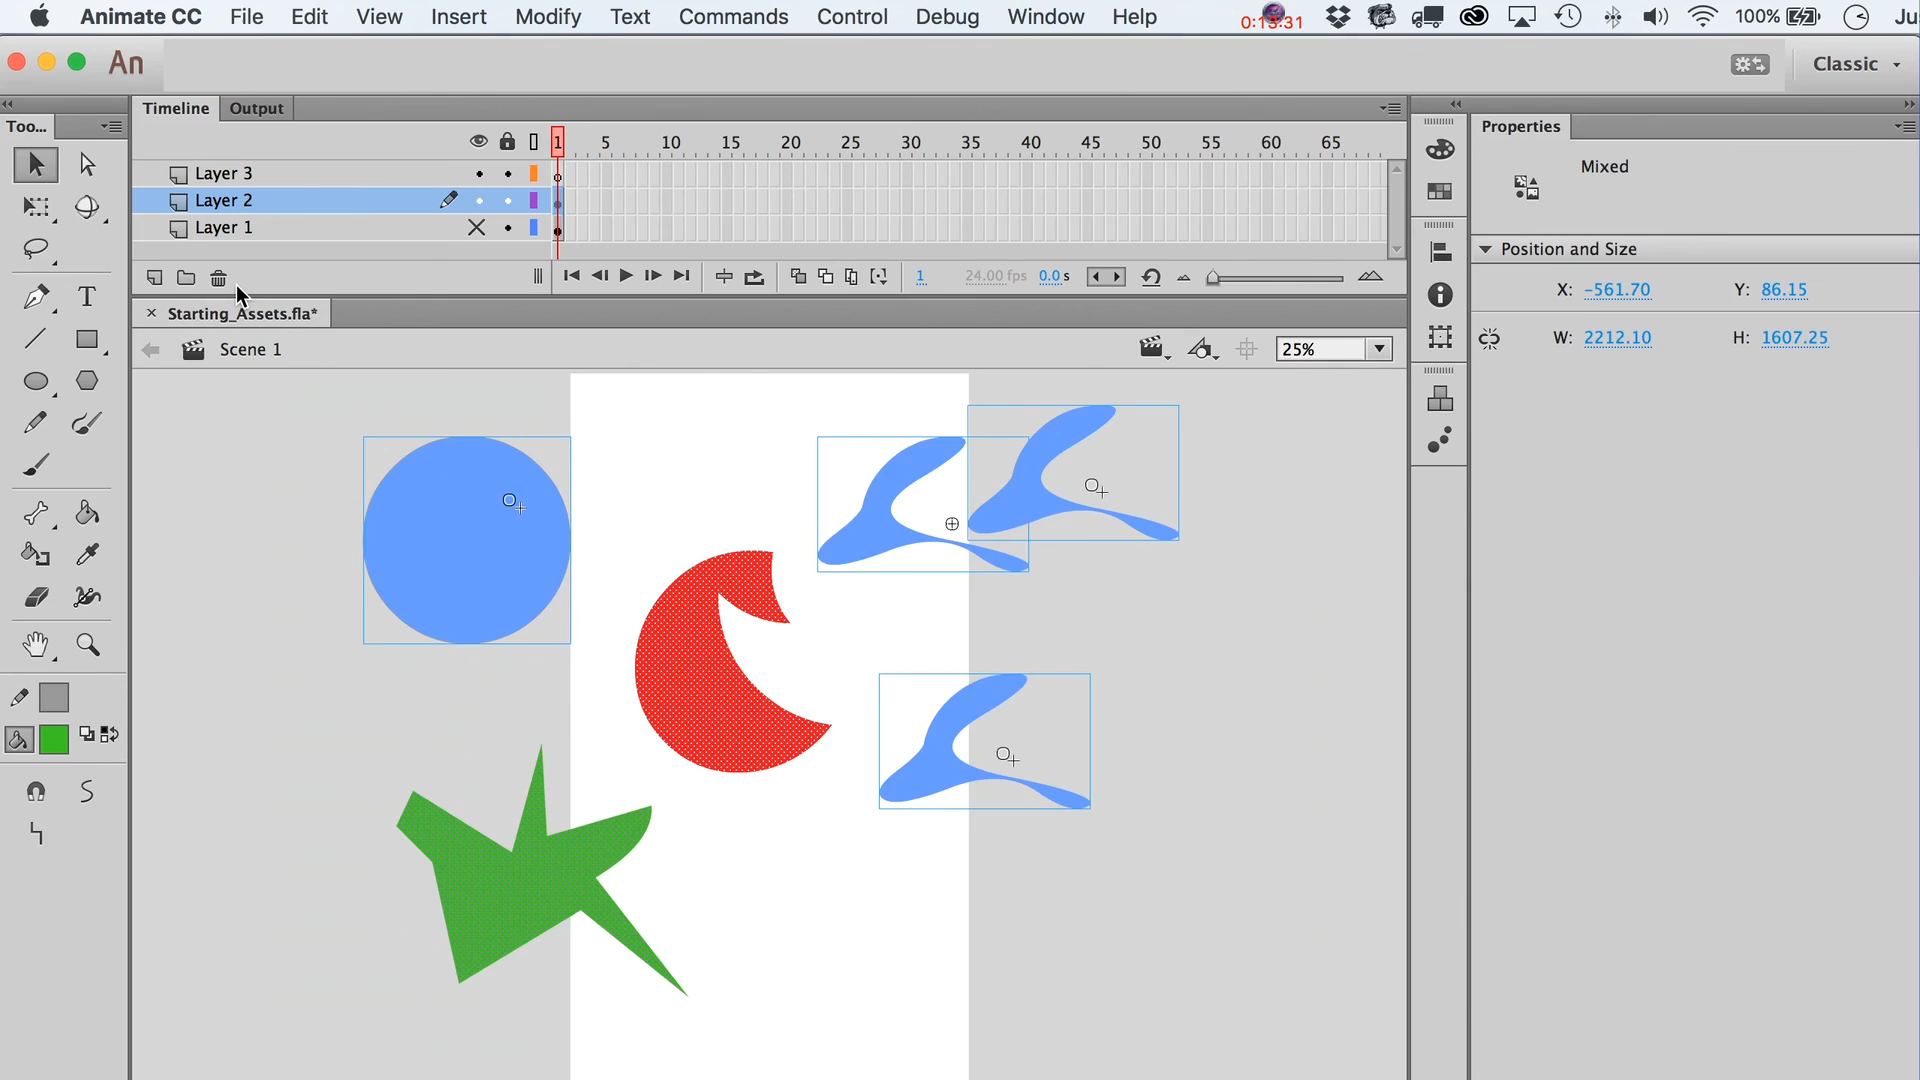 Animate CC File Edit View Insert Modify Text Commands Control Debug Window Help 0:13:31 100% Ju
An Classic
Timeline Output
Too...
Properties
1 5 10 15 20 25 30 35 40 45 50 55 60 65
Mixed
Layer 3
Layer 2
Layer 1
Position and Size
1 24.00 fps 0.0 s
X: -561.70 Y: 86.15
Starting_Assets.fla*
W: 2212.10 H: 1607.25
Scene 1 25%
T